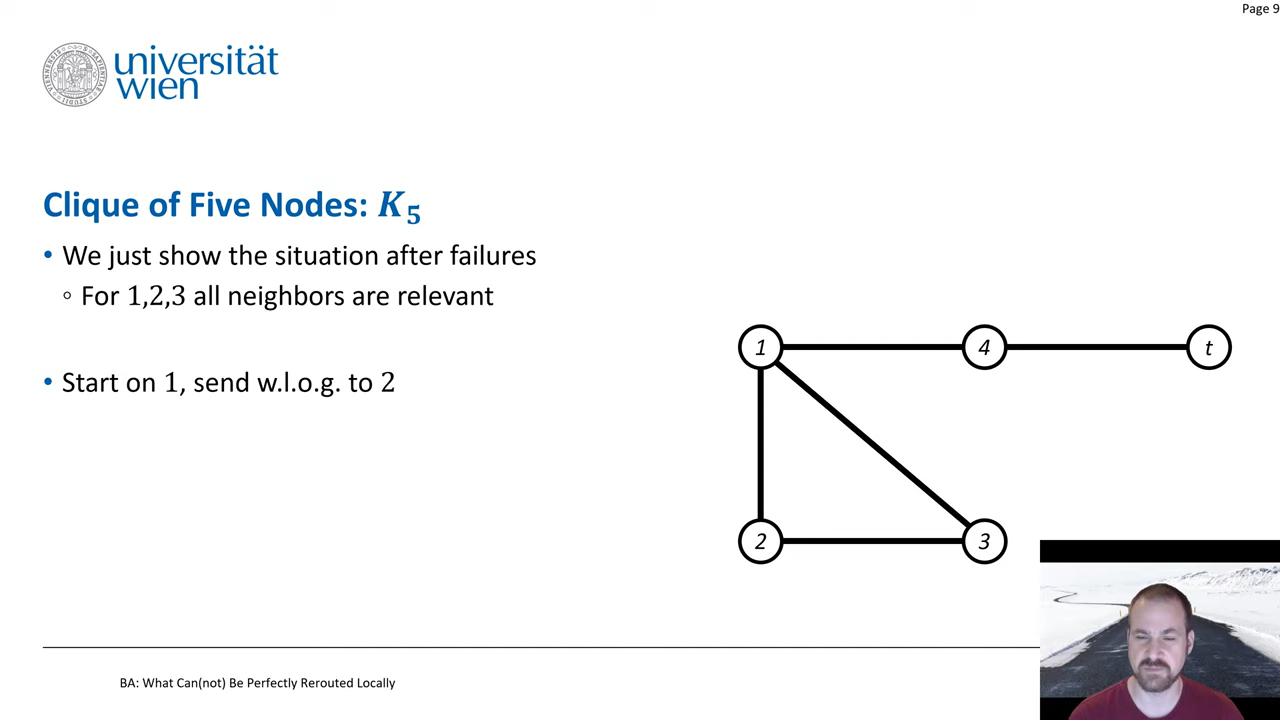 Page 9
universität
wien
Clique of Five Nodes: K₅
• We just show the situation after failures
◦ For 1,2,3 all neighbors are relevant
• Start on 1, send w.l.o.g. to 2
1
4
t
2
3
BA: What Can(not) Be Perfectly Rerouted Locally